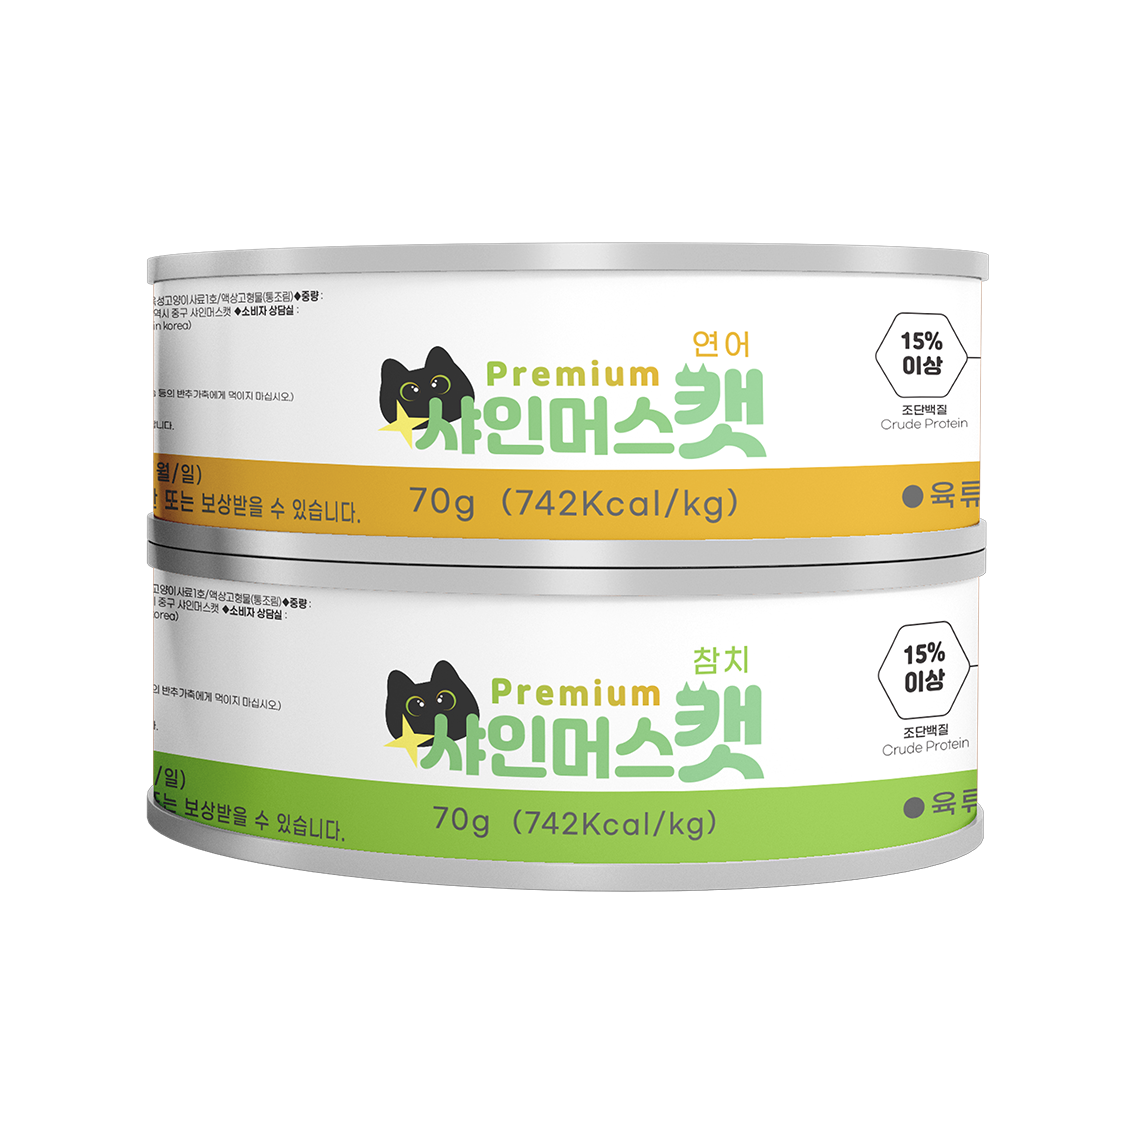 성고양이사료1호/액상고형물(통조림)◆중량 :
역시 중구 샤인머스캣 ◆소비자 상담실 :
in korea)
등의 반추가축에게 먹이지 마십시오.)
니다.
월/일)
또는 보상받을 수 있습니다.
연어
Premium
샤인머스캣
70g (742Kcal/kg)
15%
이상
조단백질
Crude Protein
●육류
고양이사료1호/액상고형물(통조림)◆중량 :
중구 샤인머스캣 ◆소비자 상담실 :
orea)
의 반추가축에게 먹이지 마십시오.)
/일)
또는 보상받을 수 있습니다.
참치
Premium
샤인머스캣
70g (742Kcal/kg)
15%
이상
조단백질
Crude Protein
●육류